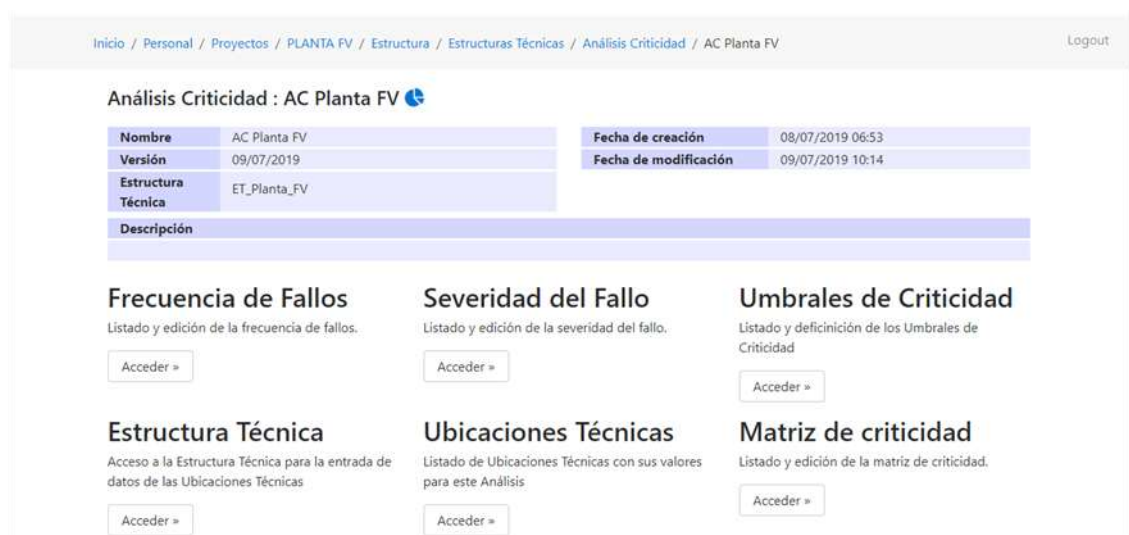 Inicio / Personal / Proyectos / PLANTA FV / Estructura / Estructuras Técnicas / Análisis Criticidad / AC Planta FV
Logout
Análisis Criticidad : AC Planta FV
Nombre AC Planta FV
Fecha de creación 08/07/2019 06:53
Versión 09/07/2019
Fecha de modificación 09/07/2019 10:14
Estructura
Técnica
ET_Planta_FV
Descripción
Frecuencia de Fallos
Listado y edición de la frecuencia de fallos.
Acceder »
Severidad del Fallo
Listado y edición de la severidad del fallo.
Acceder »
Umbrales de Criticidad
Listado y deficinición de los Umbrales de
Criticidad
Acceder »
Estructura Técnica
Acceso a la Estructura Técnica para la entrada de
datos de las Ubicaciones Técnicas
Acceder »
Ubicaciones Técnicas
Listado de Ubicaciones Técnicas con sus valores
para este Análisis
Acceder »
Matriz de criticidad
Listado y edición de la matriz de criticidad.
Acceder »